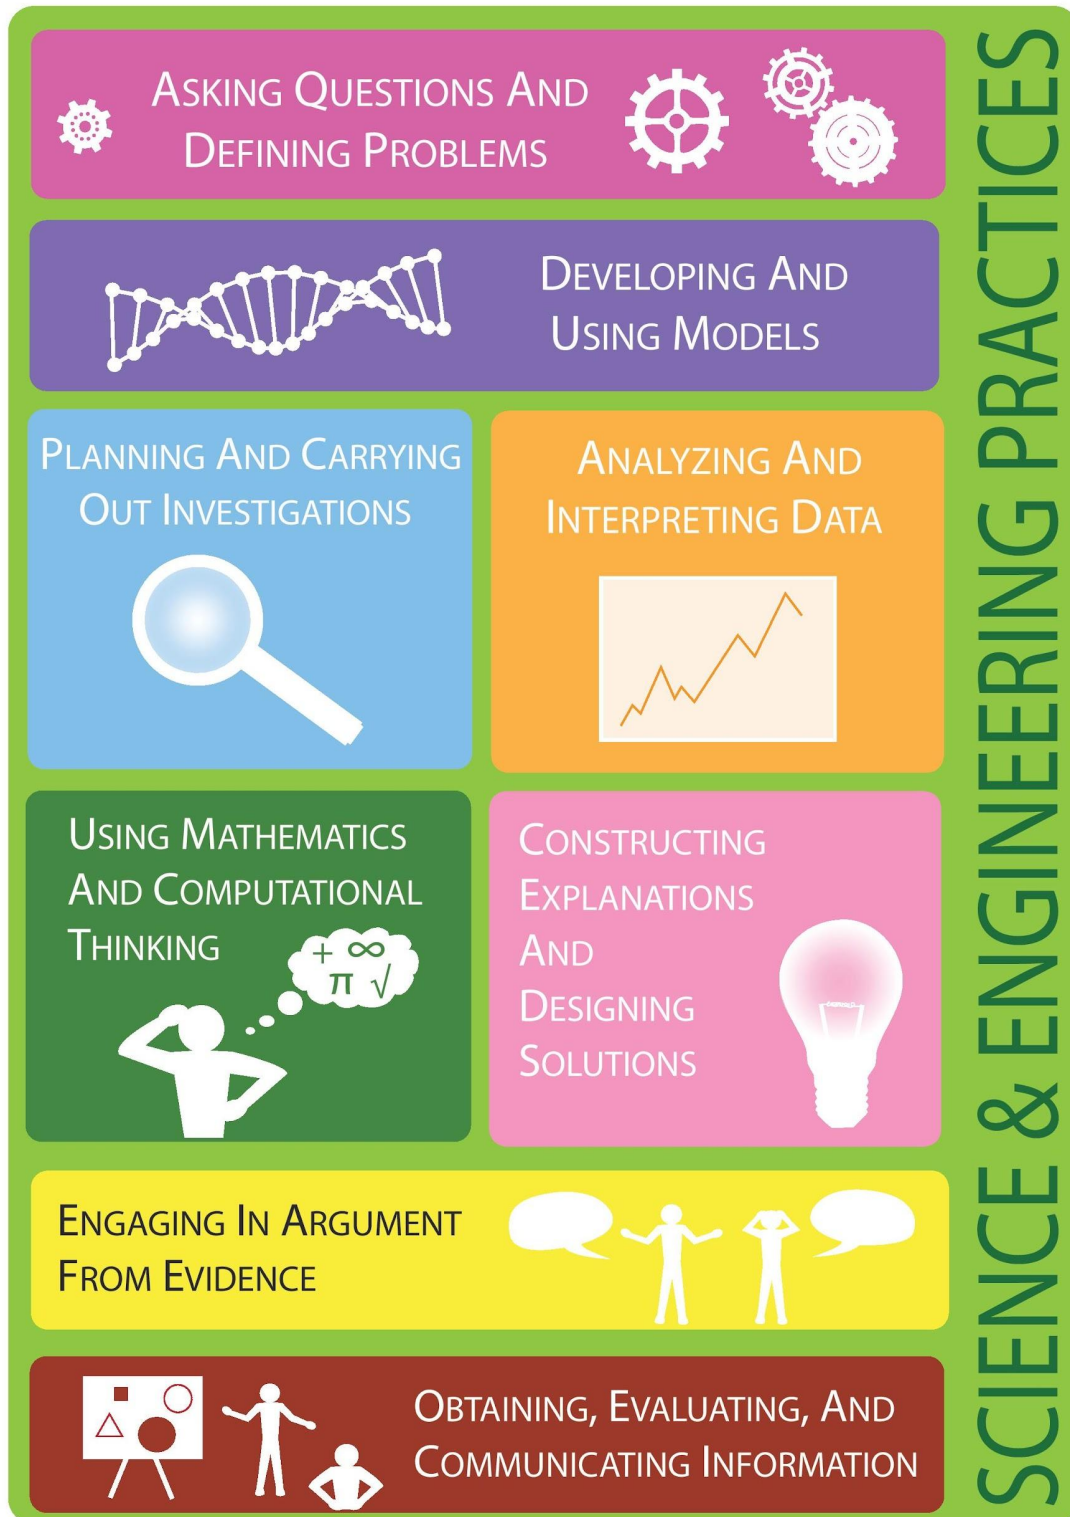 ASKING QUESTIONS AND
DEFINING PROBLEMS
DEVELOPING AND
USING MODELS
PLANNING AND CARRYING
OUT INVESTIGATIONS
ANALYZING AND
INTERPRETING DATA
USING MATHEMATICS
AND COMPUTATIONAL
THINKING
+ ∞
π √
CONSTRUCTING
EXPLANATIONS
AND
DESIGNING
SOLUTIONS
ENGAGING IN ARGUMENT
FROM EVIDENCE
OBTAINING, EVALUATING, AND
COMMUNICATING INFORMATION
SCIENCE & ENGINEERING PRACTICES